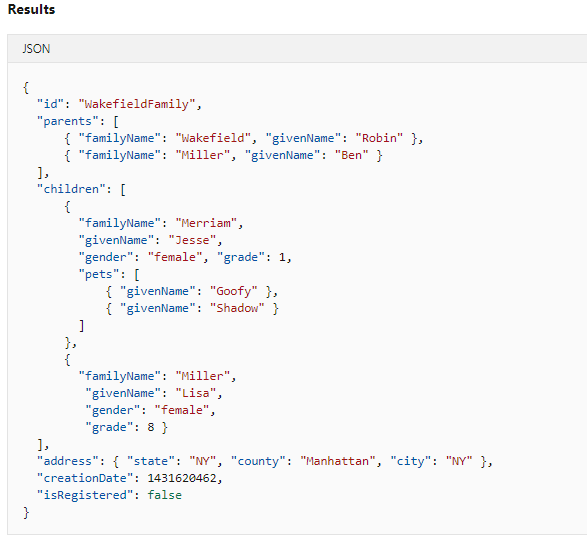 Results
JSON
{
  "id": "WakefieldFamily",
  "parents": [
      { "familyName": "Wakefield", "givenName": "Robin" },
      { "familyName": "Miller", "givenName": "Ben" }
  ],
  "children": [
      {
        "familyName": "Merriam",
        "givenName": "Jesse",
        "gender": "female", "grade": 1,
        "pets": [
            { "givenName": "Goofy" },
            { "givenName": "Shadow" }
        ]
      },
      {
        "familyName": "Miller",
         "givenName": "Lisa",
         "gender": "female",
         "grade": 8 }
  ],
  "address": { "state": "NY", "county": "Manhattan", "city": "NY" },
  "creationDate": 1431620462,
  "isRegistered": false
}